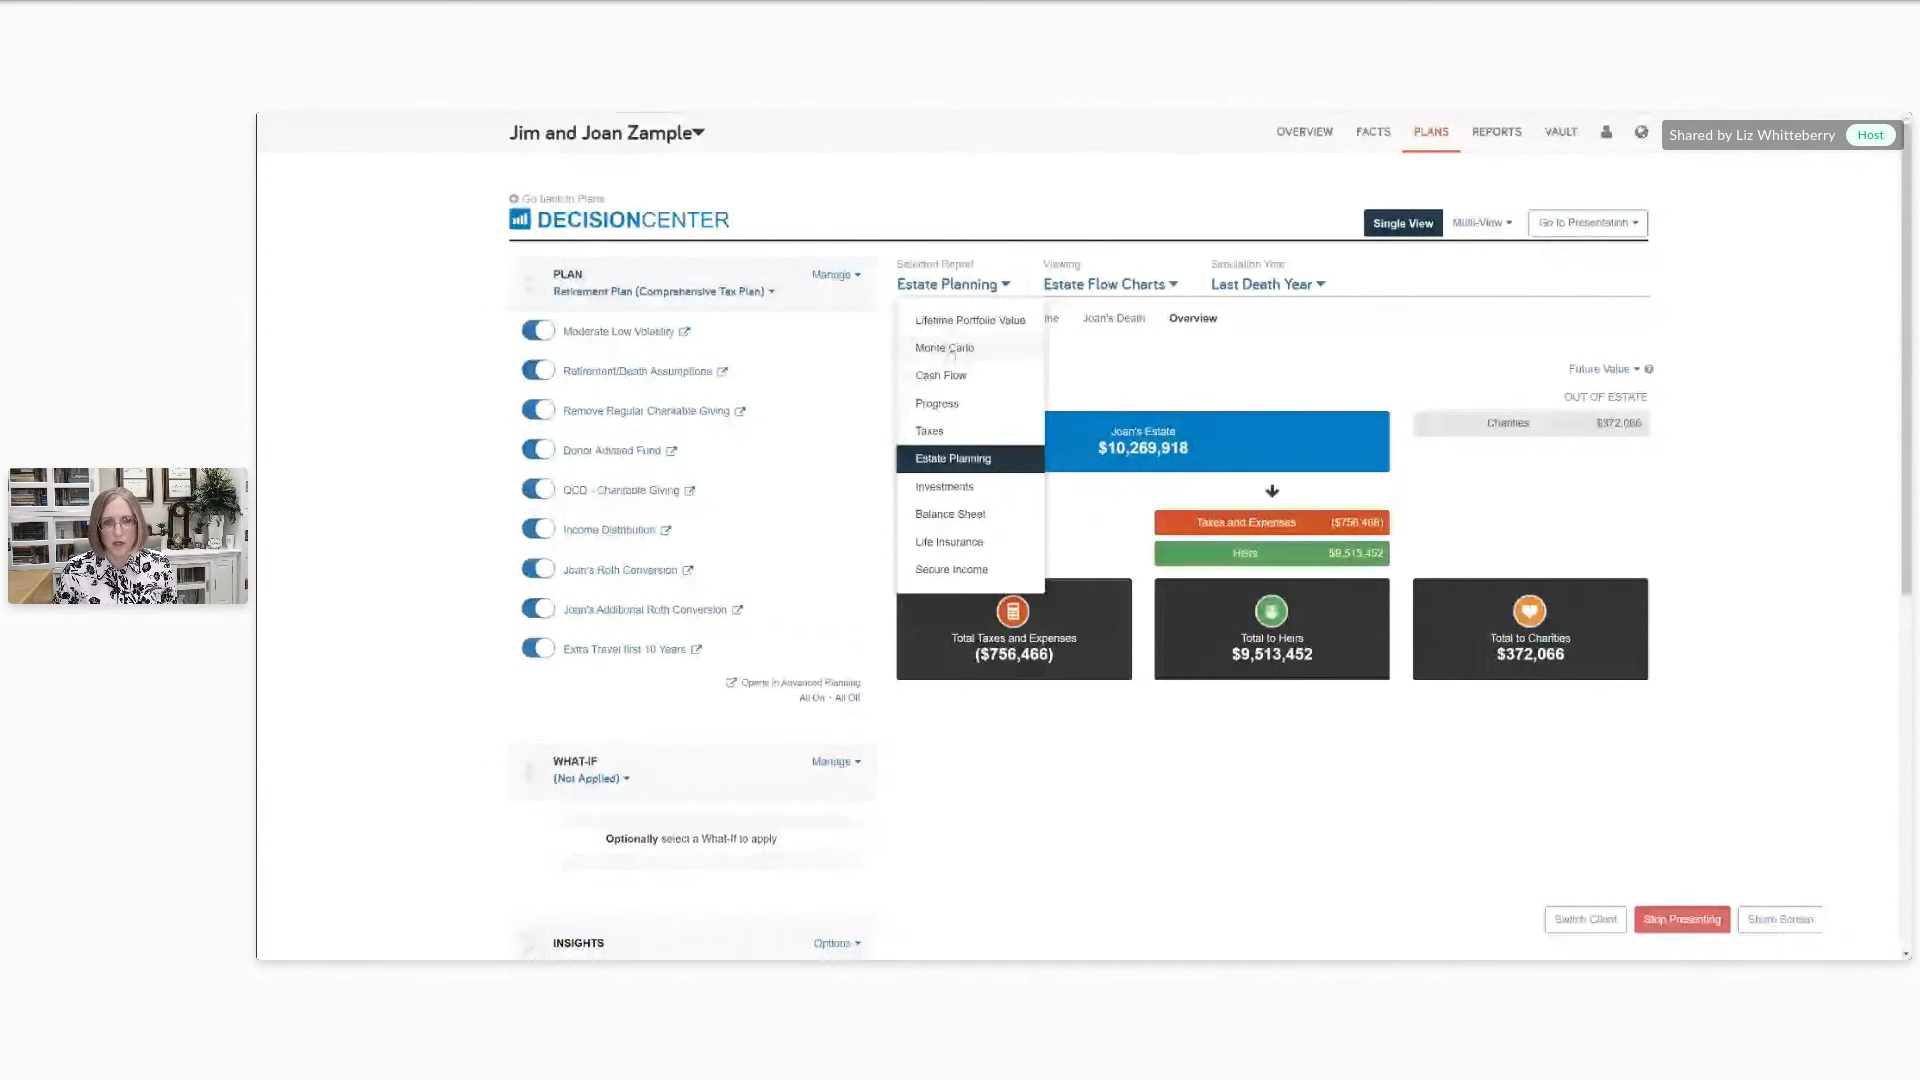 Jim and Joan Zample
OVERVIEW
FACTS
PLANS
REPORTS
VAULT
Shared by Liz Whitteberry
Host
Go back to Plans
DECISIONCENTER
Single View
Multi-View
Go to Presentation
PLAN
Manage
Retirement Plan (Comprehensive Tax Plan)
Moderate Low Volatility
Retirement/Death Assumptions
Remove Regular Charitable Giving
Donor Advised Fund
QCD - Charitable Giving
Income Distribution
Joan's Roth Conversion
Joan's Additional Roth Conversion
Extra Travel first 10 Years
Opens in Advanced Planning
All On - All Off
WHAT-IF
Manage
(Not Applied)
Optionally select a What-If to apply
INSIGHTS
Options
Selected Report
Estate Planning
Viewing
Estate Flow Charts
Simulation Year
Last Death Year
Lifetime Portfolio Value
Monte Carlo
Cash Flow
Progress
Taxes
Estate Planning
Investments
Balance Sheet
Life Insurance
Secure Income
Joan's Death
Overview
Future Value
OUT OF ESTATE
Charities
$372,066
Joan's Estate
$10,269,918
Taxes and Expenses
($756,466)
Heirs
$9,513,452
Total Taxes and Expenses
($756,466)
Total to Heirs
$9,513,452
Total to Charities
$372,066
Switch Client
Stop Presenting
Share Screen